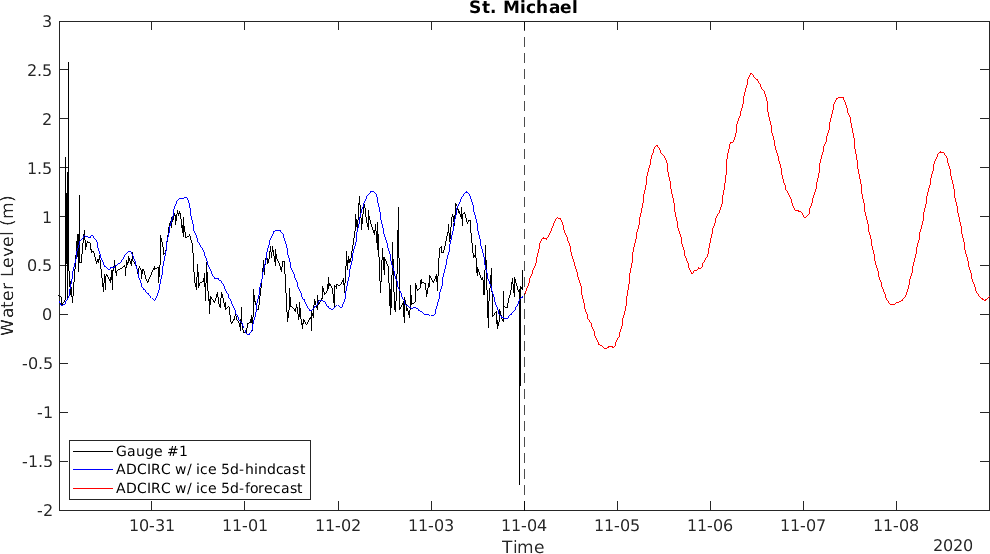 St. Michael
3
2.5
2
1.5
1
0.5
0
-0.5
-1
-1.5
-2
Water Level (m)
Gauge #1
ADCIRC w/ ice 5d-hindcast
ADCIRC w/ ice 5d-forecast
10-31 11-01 11-02 11-03 11-04 11-05 11-06 11-07 11-08
Time
2020